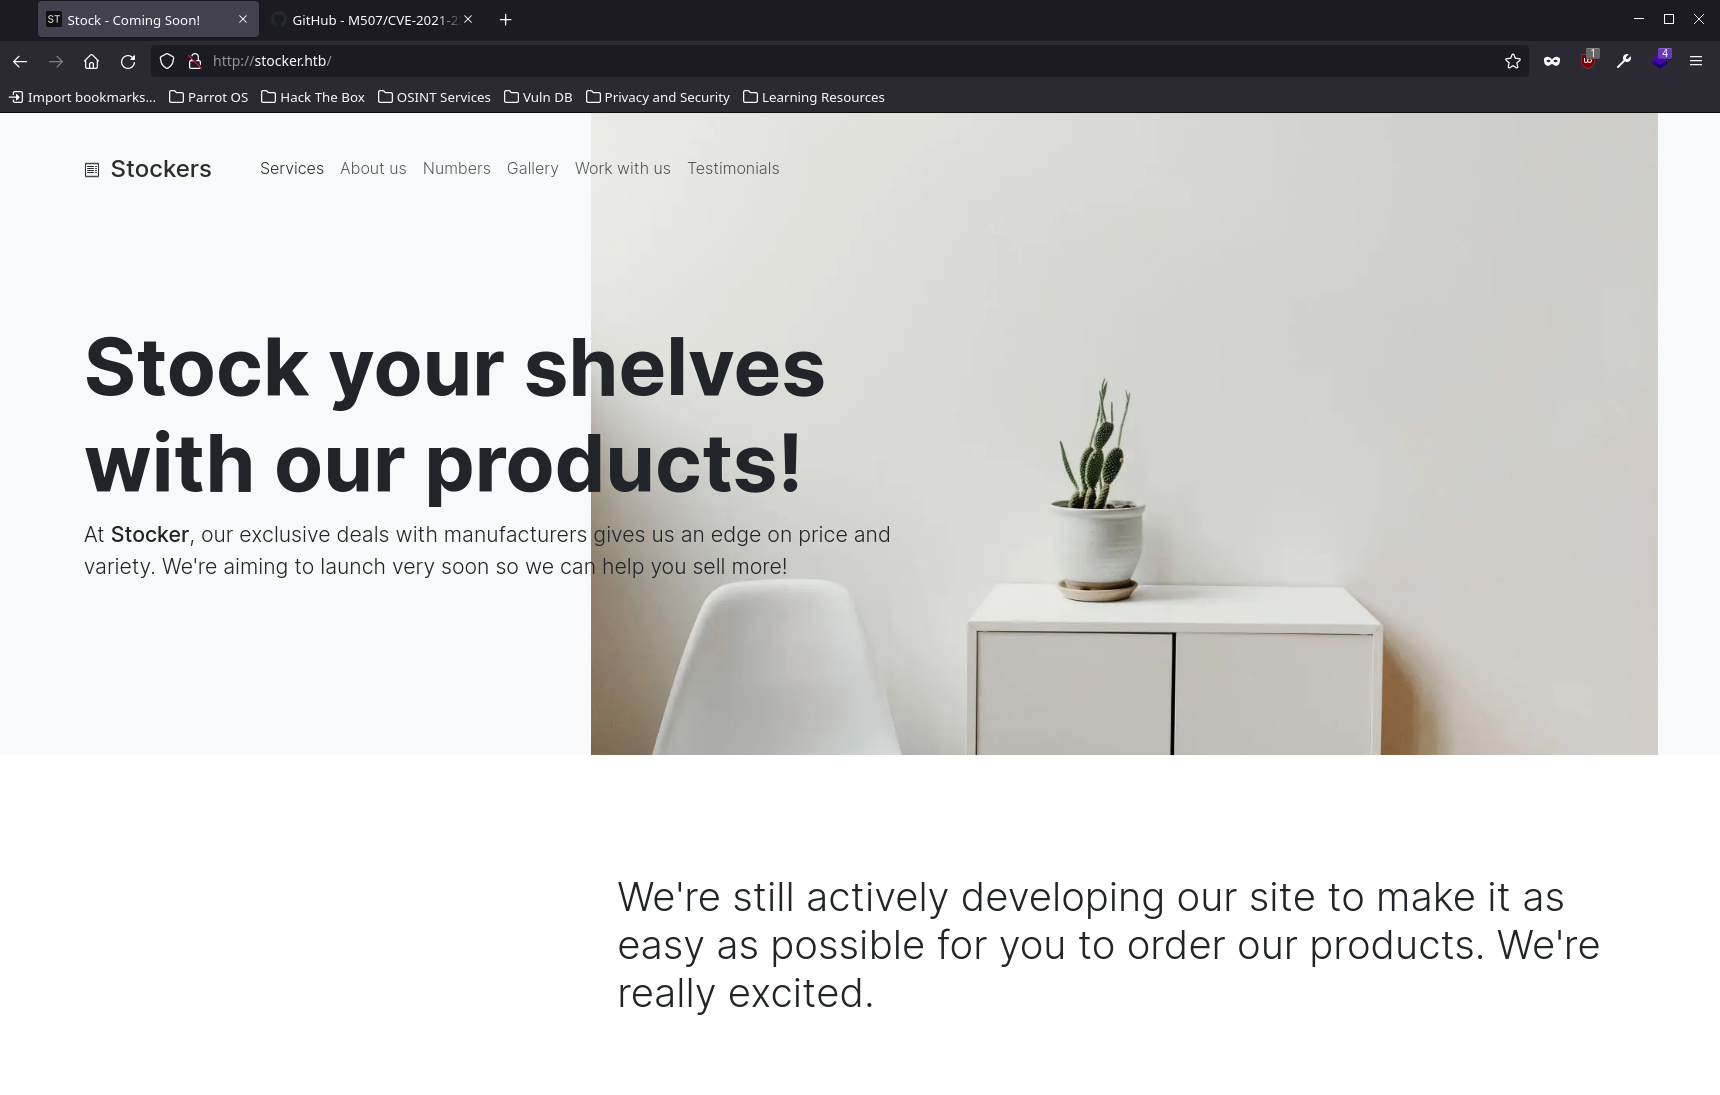 ST Stock - Coming Soon!
GitHub - M507/CVE-2021-2
http://stocker.htb/
1
4
Import bookmarks...
Parrot OS
Hack The Box
OSINT Services
Vuln DB
Privacy and Security
Learning Resources
Stockers
Services
About us
Numbers
Gallery
Work with us
Testimonials
Stock your shelves
with our products!
At Stocker, our exclusive deals with manufacturers gives us an edge on price and
variety. We're aiming to launch very soon so we can help you sell more!
We're still actively developing our site to make it as
easy as possible for you to order our products. We're
really excited.